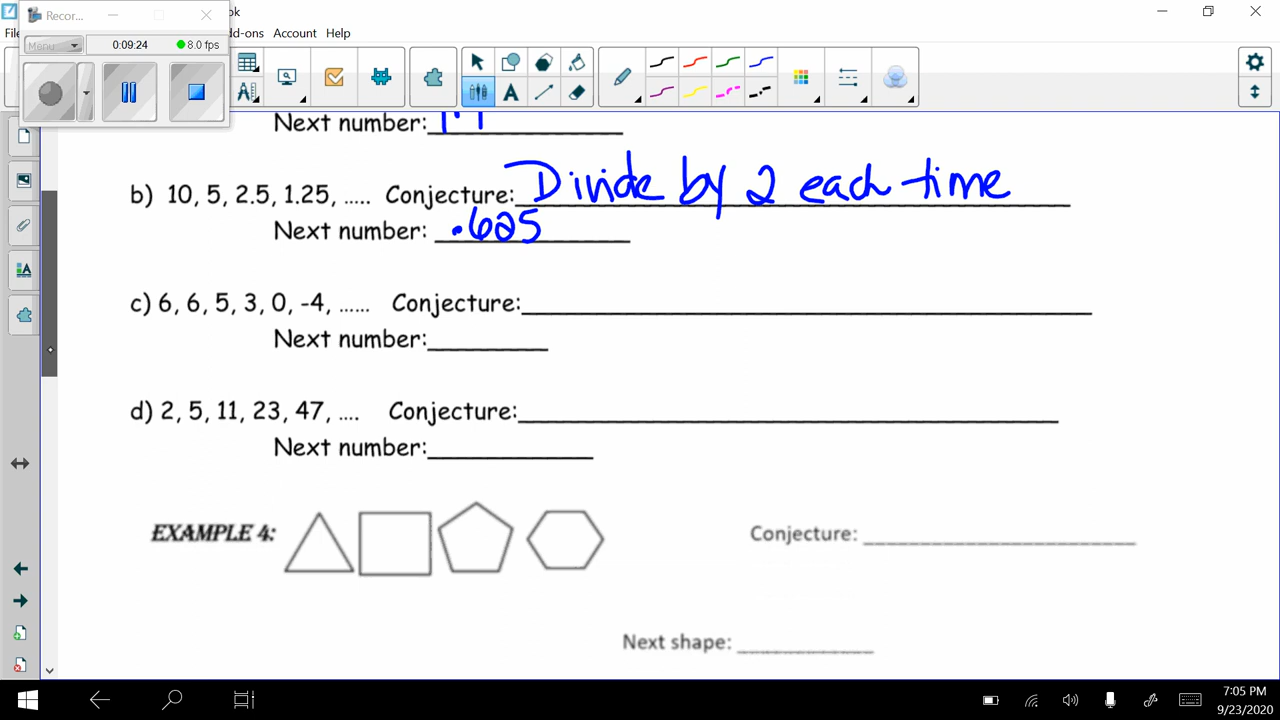 Recor...
ok
Fil
dd-ons Account Help
Menu 0:09:24 8.0 fps
Next number:
b) 10, 5, 2.5, 1.25, ..... Conjecture: Divide by 2 each time
Next number: .625
c) 6, 6, 5, 3, 0, -4, ...... Conjecture:
Next number:
d) 2, 5, 11, 23, 47, .... Conjecture:
Next number:
EXAMPLE 4: Conjecture:
Next shape:
7:05 PM
9/23/2020